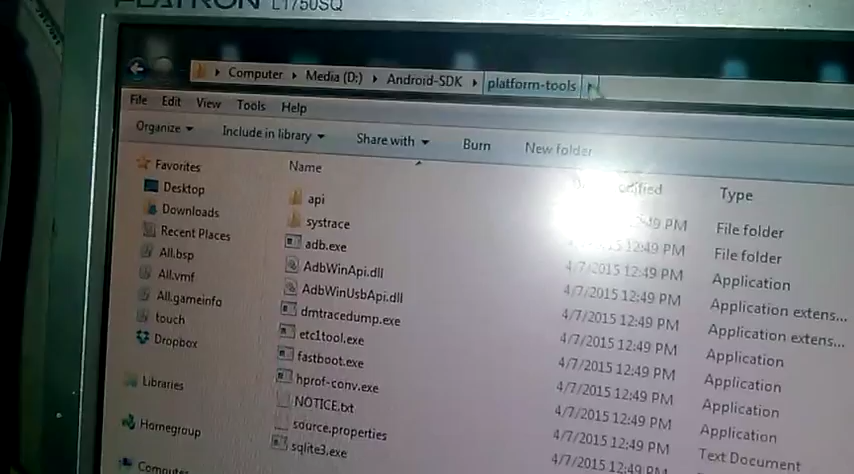 FLATRON L1750SQ
Computer Media (D:) Android-SDK platform-tools
File Edit View Tools Help
Organize Include in library Share with Burn New folder
Favorites
Desktop
Downloads
Recent Places
All.bsp
All.vmf
All.gameinfo
touch
Dropbox
Libraries
Homegroup
Computer
Name Type
api 12:49 PM File folder
systrace 12:49 PM File folder
adb.exe 4/7/2015 12:49 PM Application
AdbWinApi.dll 4/7/2015 12:49 PM Application extens...
AdbWinUsbApi.dll 4/7/2015 12:49 PM Application extens...
dmtracedump.exe 4/7/2015 12:49 PM Application
etc1tool.exe 4/7/2015 12:49 PM Application
fastboot.exe 4/7/2015 12:49 PM Application
hprof-conv.exe 4/7/2015 12:49 PM Application
NOTICE.txt 4/7/2015 12:49 PM Text Document
source.properties
sqlite3.exe